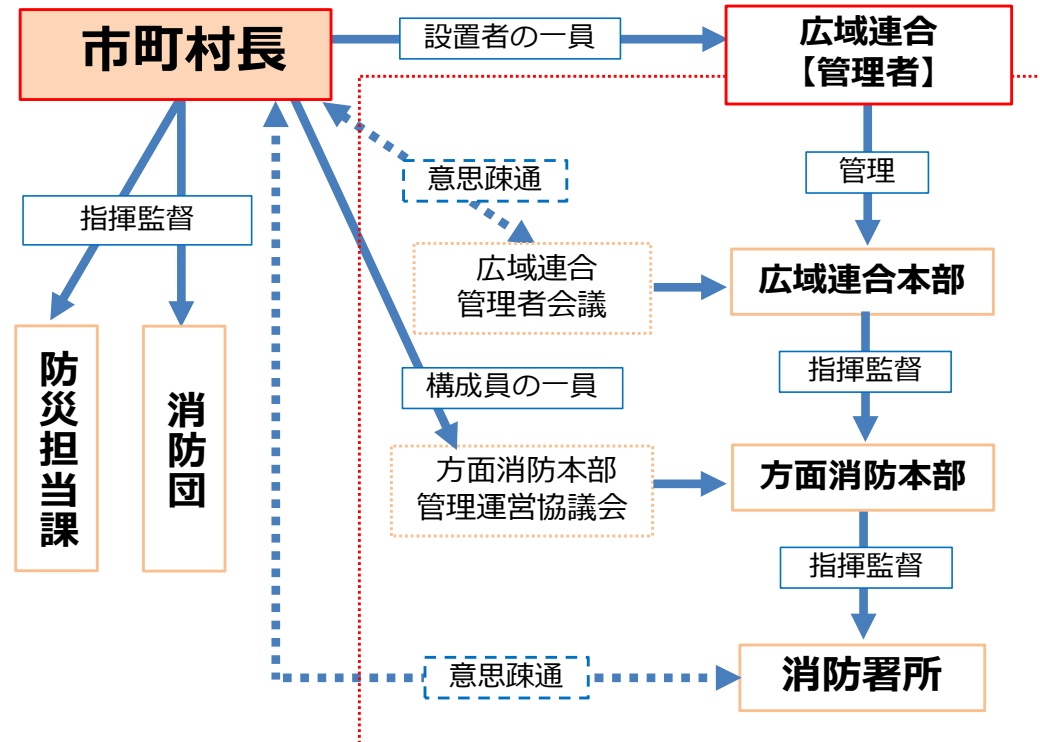 市町村長
設置者の一員
広域連合
【管理者】
意思疎通
管理
指揮監督
広域連合
管理者会議
広域連合本部
防災担当課
消防団
構成員の一員
指揮監督
方面消防本部
管理運営協議会
方面消防本部
指揮監督
意思疎通
消防署所